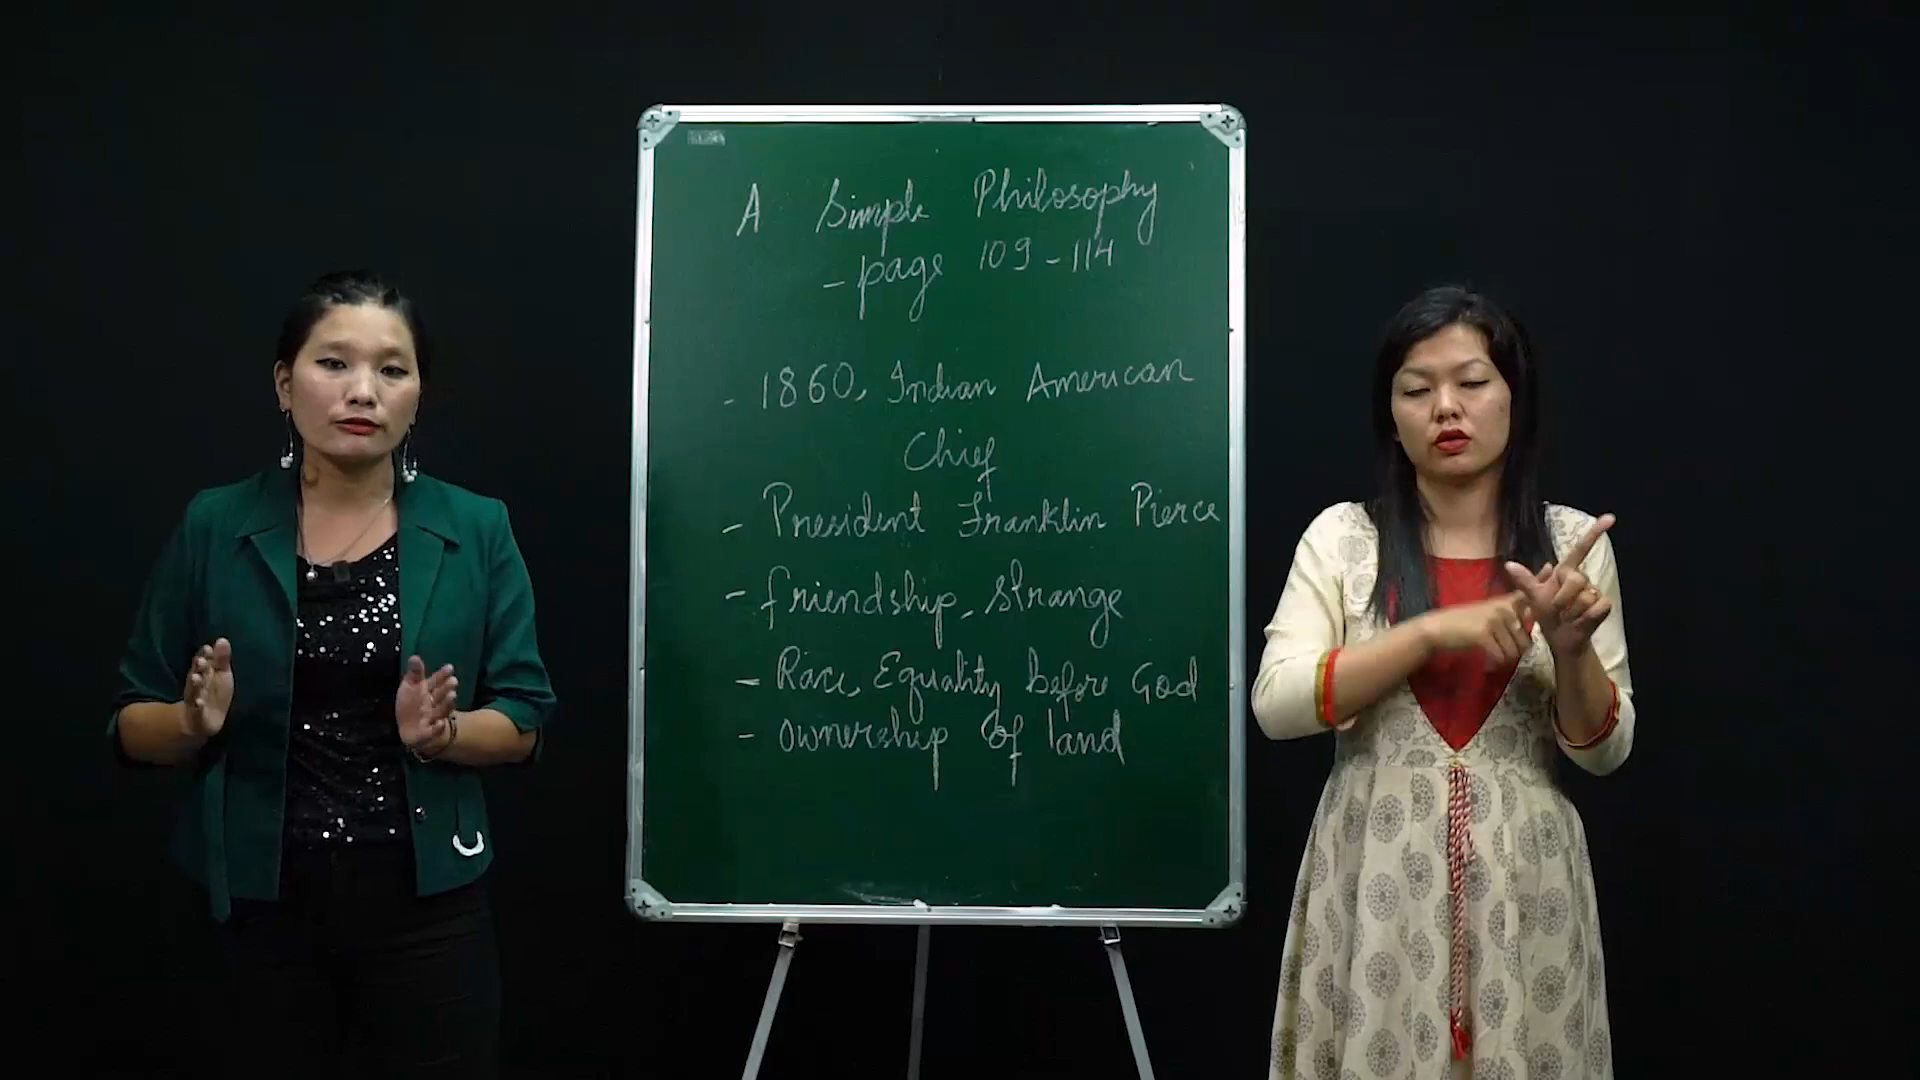 A Simple Philosophy
- page 109 - 114
- 1860, Indian American
Chief
- President Franklin Pierce
- friendship, strange
- Race, Equality before God
- ownership of land